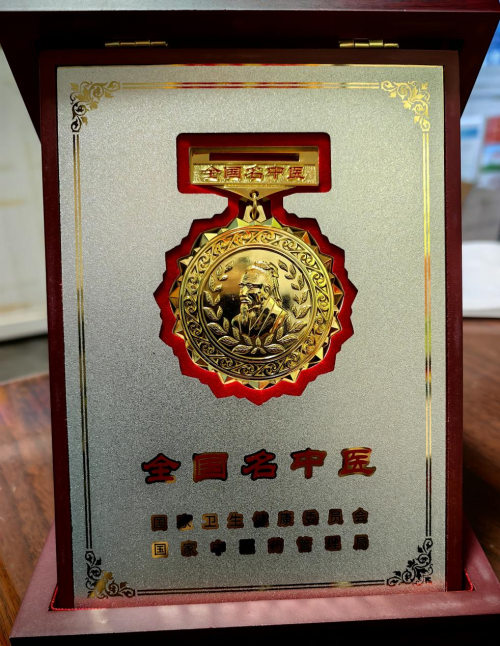 全国名中医
全国名中医
国家卫生健康委员会
国家中医药管理局